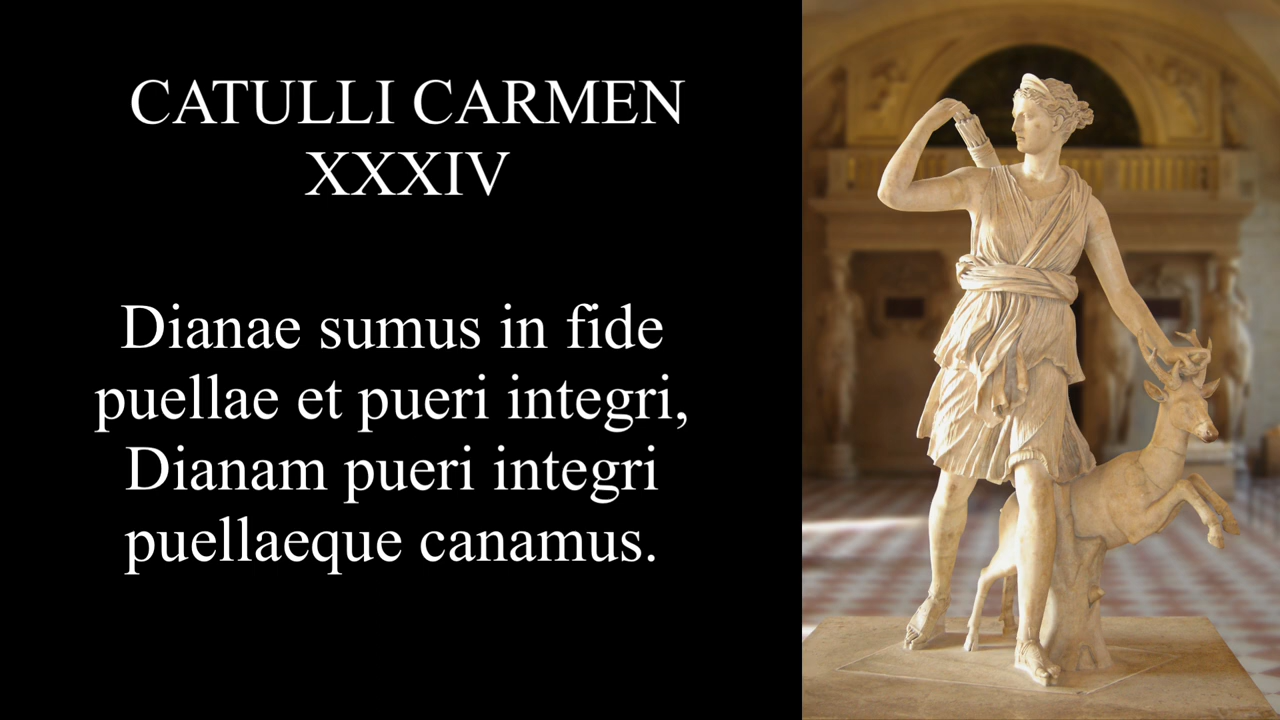 CATULLI CARMEN
XXXIV
Dianae sumus in fide
puellae et pueri integri,
Dianam pueri integri
puellaeque canamus.